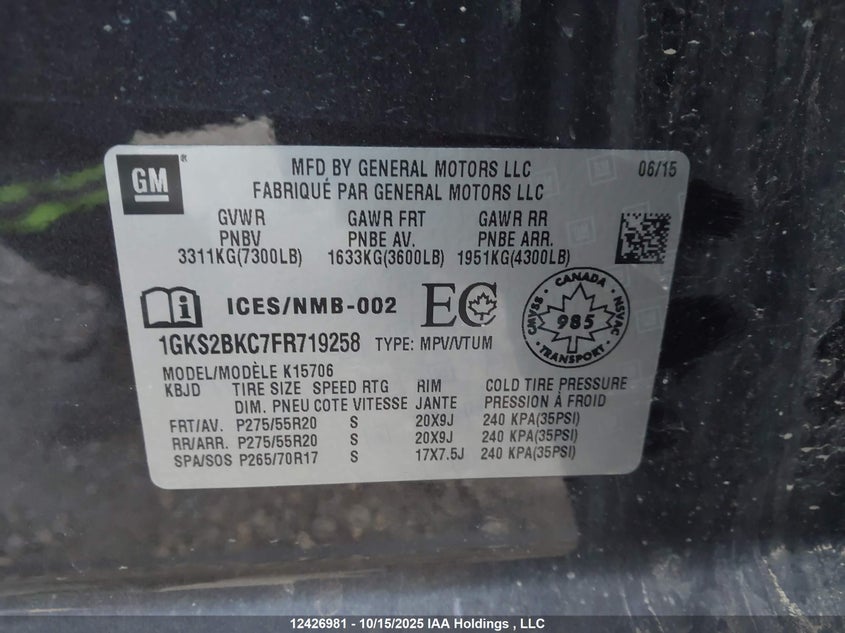 GM
MFD BY GENERAL MOTORS LLC 06/15
FABRIQUÉ PAR GENERAL MOTORS LLC
GVWR GAWR FRT GAWR RR
PNBV PNBE AV. PNBE ARR.
3311KG(7300LB) 1633KG(3600LB) 1951KG(4300LB)
ICES/NMB-002 EC
CANADA
CMVSS NSVAC
985
TRANSPORT
1GKS2BKC7FR719258 TYPE: MPV/VTUM
MODEL/MODÈLE K15706
KBJD TIRE SIZE SPEED RTG RIM COLD TIRE PRESSURE
DIM. PNEU COTE VITESSE JANTE PRESSION À FROID
FRT/AV. P275/55R20 S 20X9J 240 KPA(35PSI)
RR/ARR. P275/55R20 S 20X9J 240 KPA(35PSI)
SPA/SOS P265/70R17 S 17X7.5J 240 KPA(35PSI)
12426981 - 10/15/2025 IAA Holdings , LLC